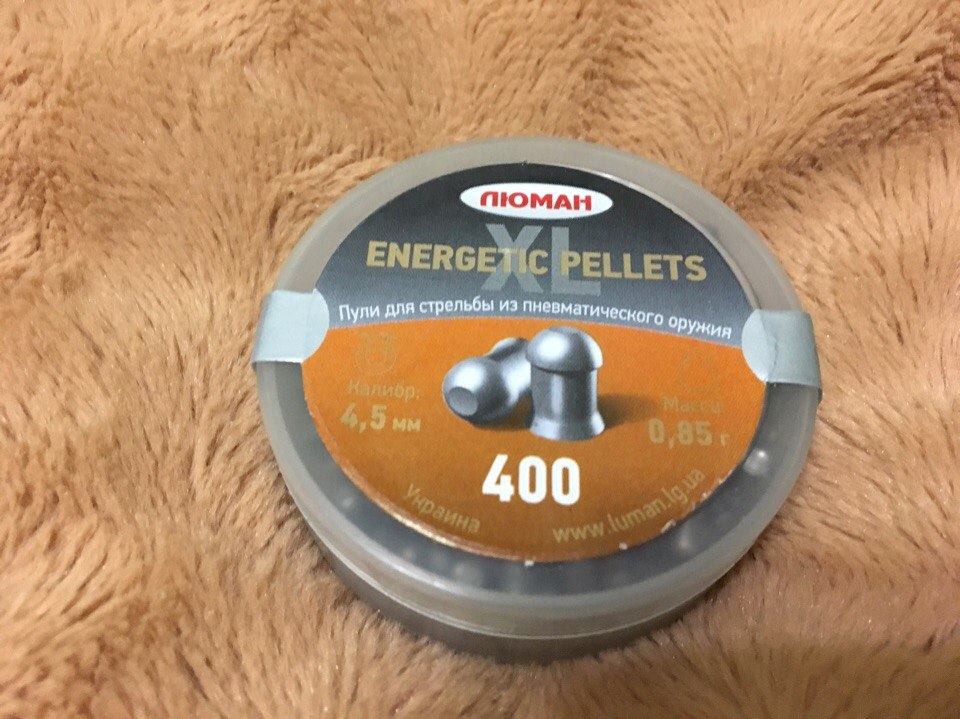 ЛЮМАН
XL
ENERGETIC PELLETS
Пули для стрельбы из пневматического оружия
Калибр:
4,5 мм
Масса:
0,85 г
400
Украина
www.luman.lg.ua